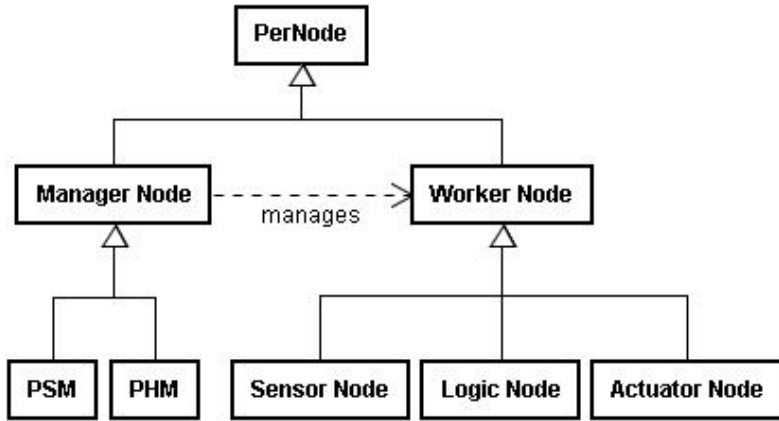 PerNode
Manager Node
Worker Node
manages
PSM
PHM
Sensor Node
Logic Node
Actuator Node